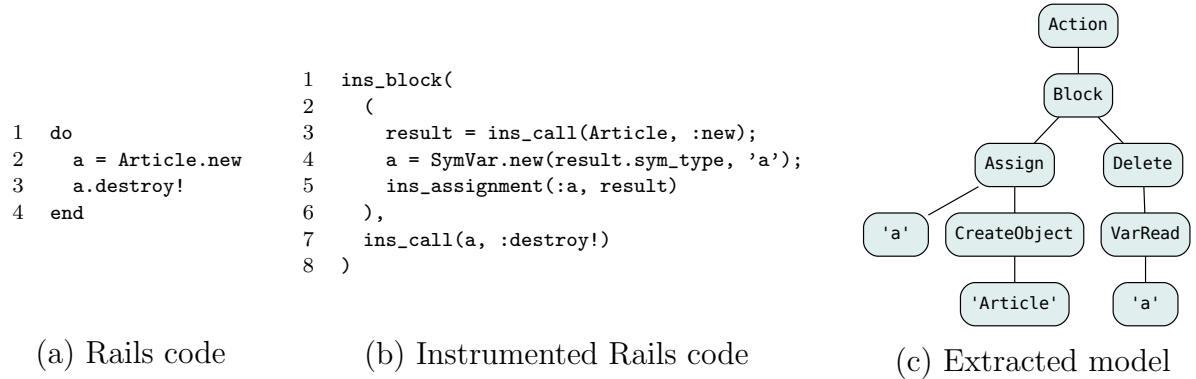 1 do
2 a = Article.new
3 a.destroy!
4 end
(a) Rails code
1 ins_block(
2 (
3 result = ins_call(Article, :new);
4 a = SymVar.new(result.sym_type, ’a’);
5 ins_assignment(:a, result)
6 ),
7 ins_call(a, :destroy!)
8 )
(b) Instrumented Rails code
Action
Block
Assign Delete
'a' CreateObject VarRead
'Article' 'a'
(c) Extracted model